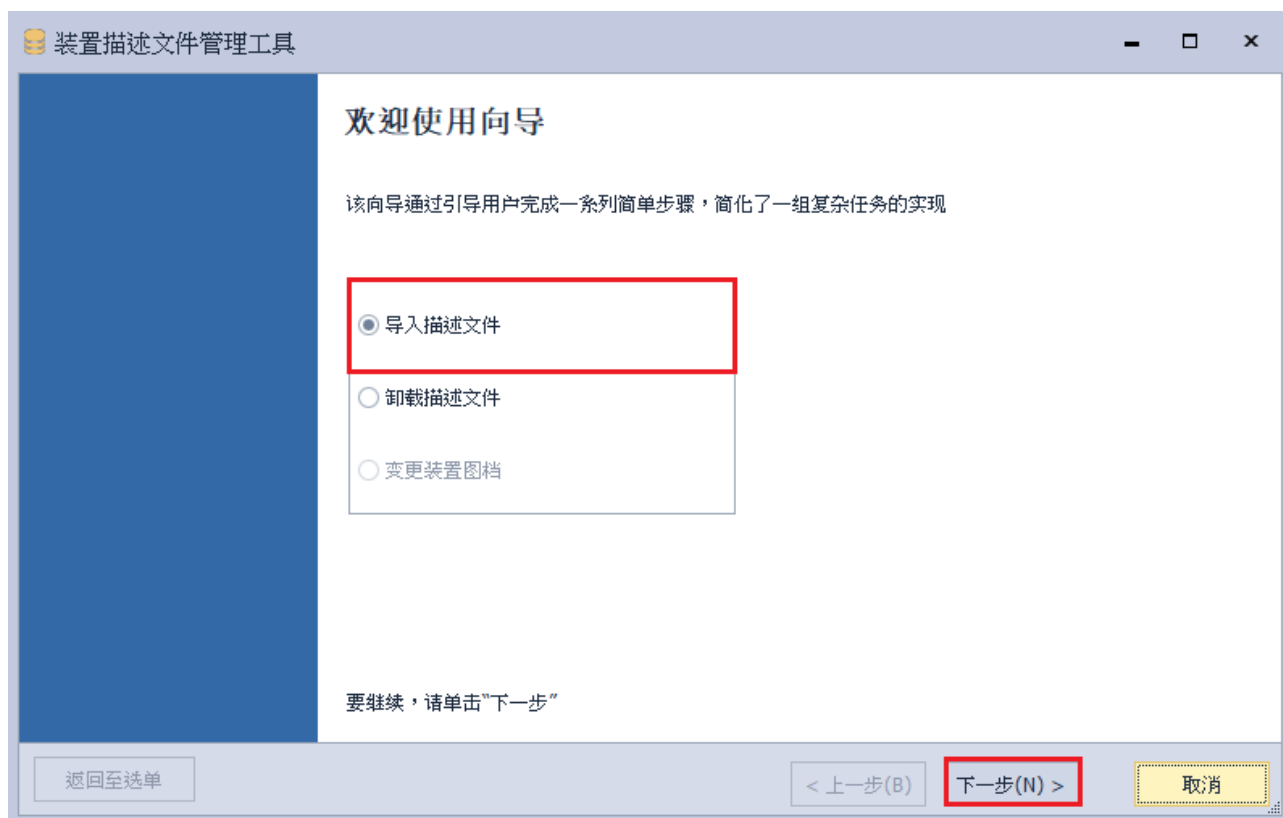 装置描述文件管理工具
欢迎使用向导
该向导通过引导用户完成一系列简单步骤，简化了一组复杂任务的实现
导入描述文件
卸载描述文件
变更装置图档
要继续，请单击"下一步"
返回至选单
< 上一步(B)
下一步(N) >
取消